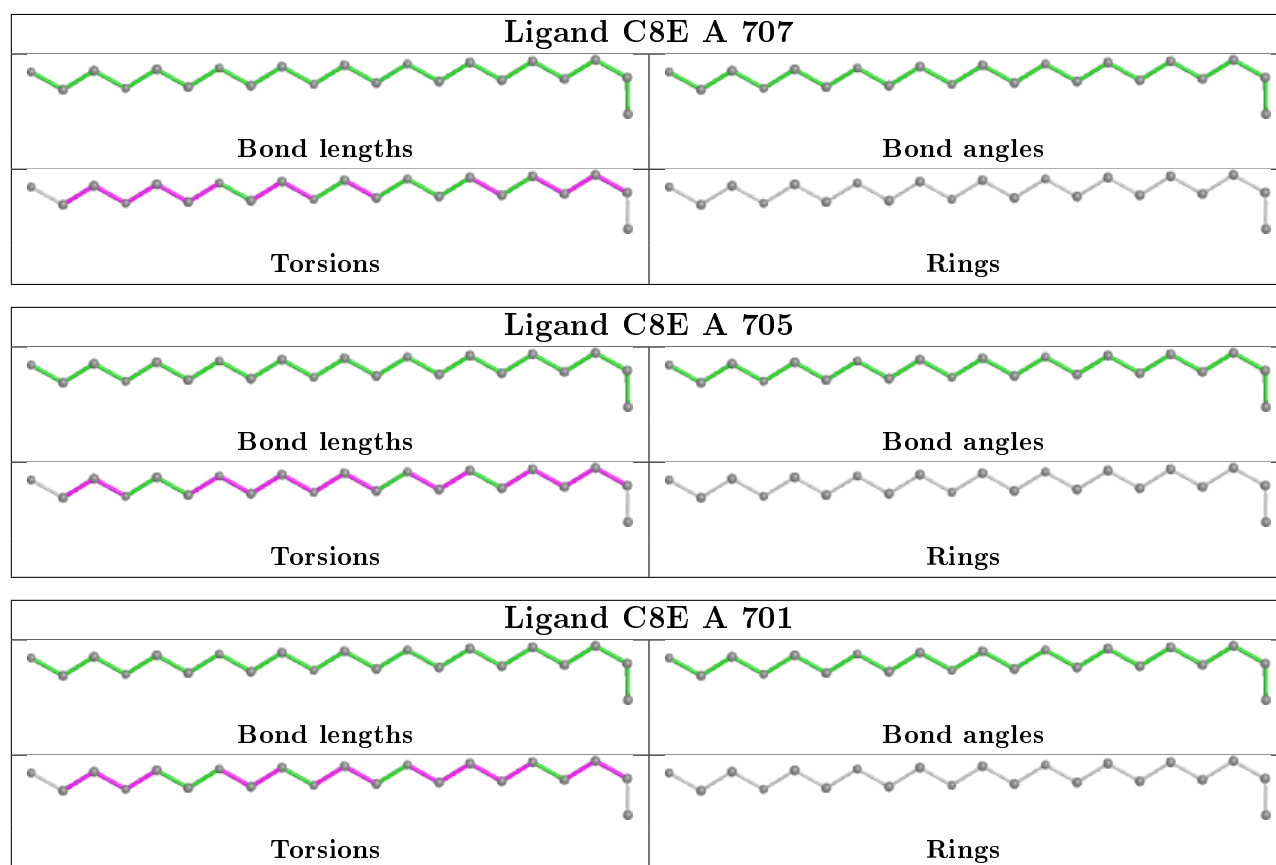 Ligand C8E A 707
Bond lengths Bond angles
Torsions Rings
Ligand C8E A 705
Bond lengths Bond angles
Torsions Rings
Ligand C8E A 701
Bond lengths Bond angles
Torsions Rings